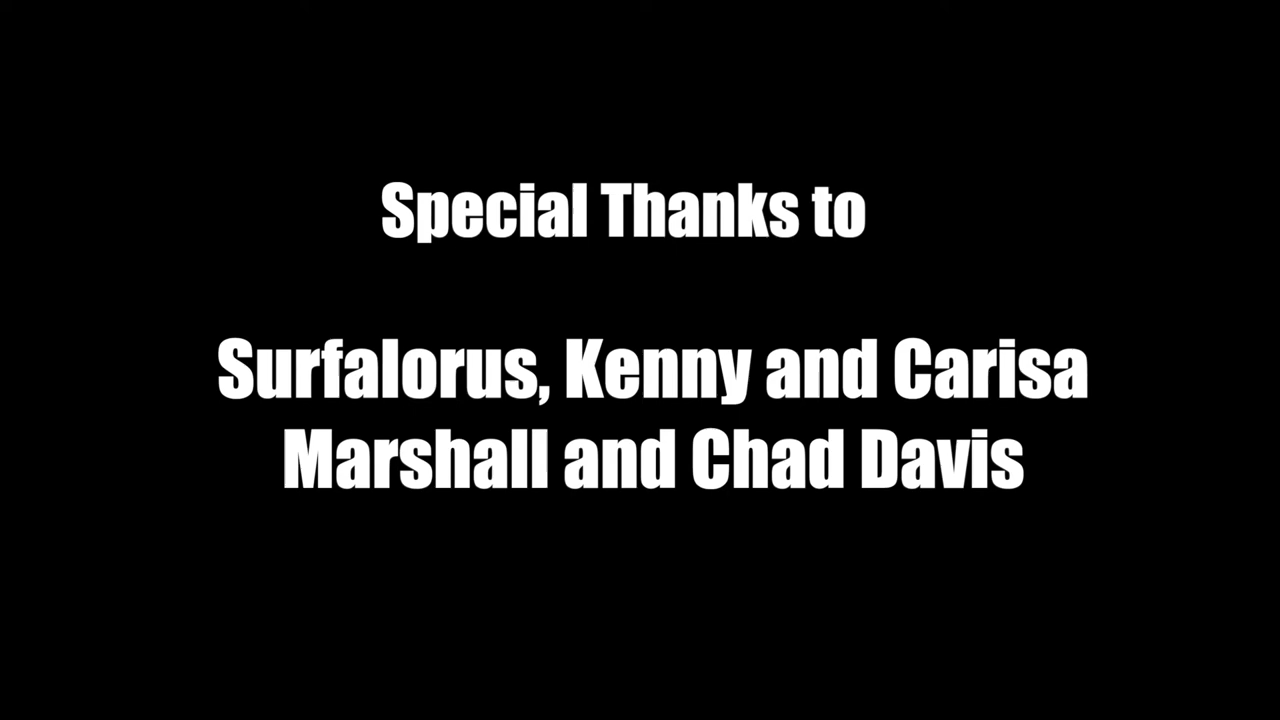 Special Thanks to
Surfalorus, Kenny and Carisa
Marshall and Chad Davis